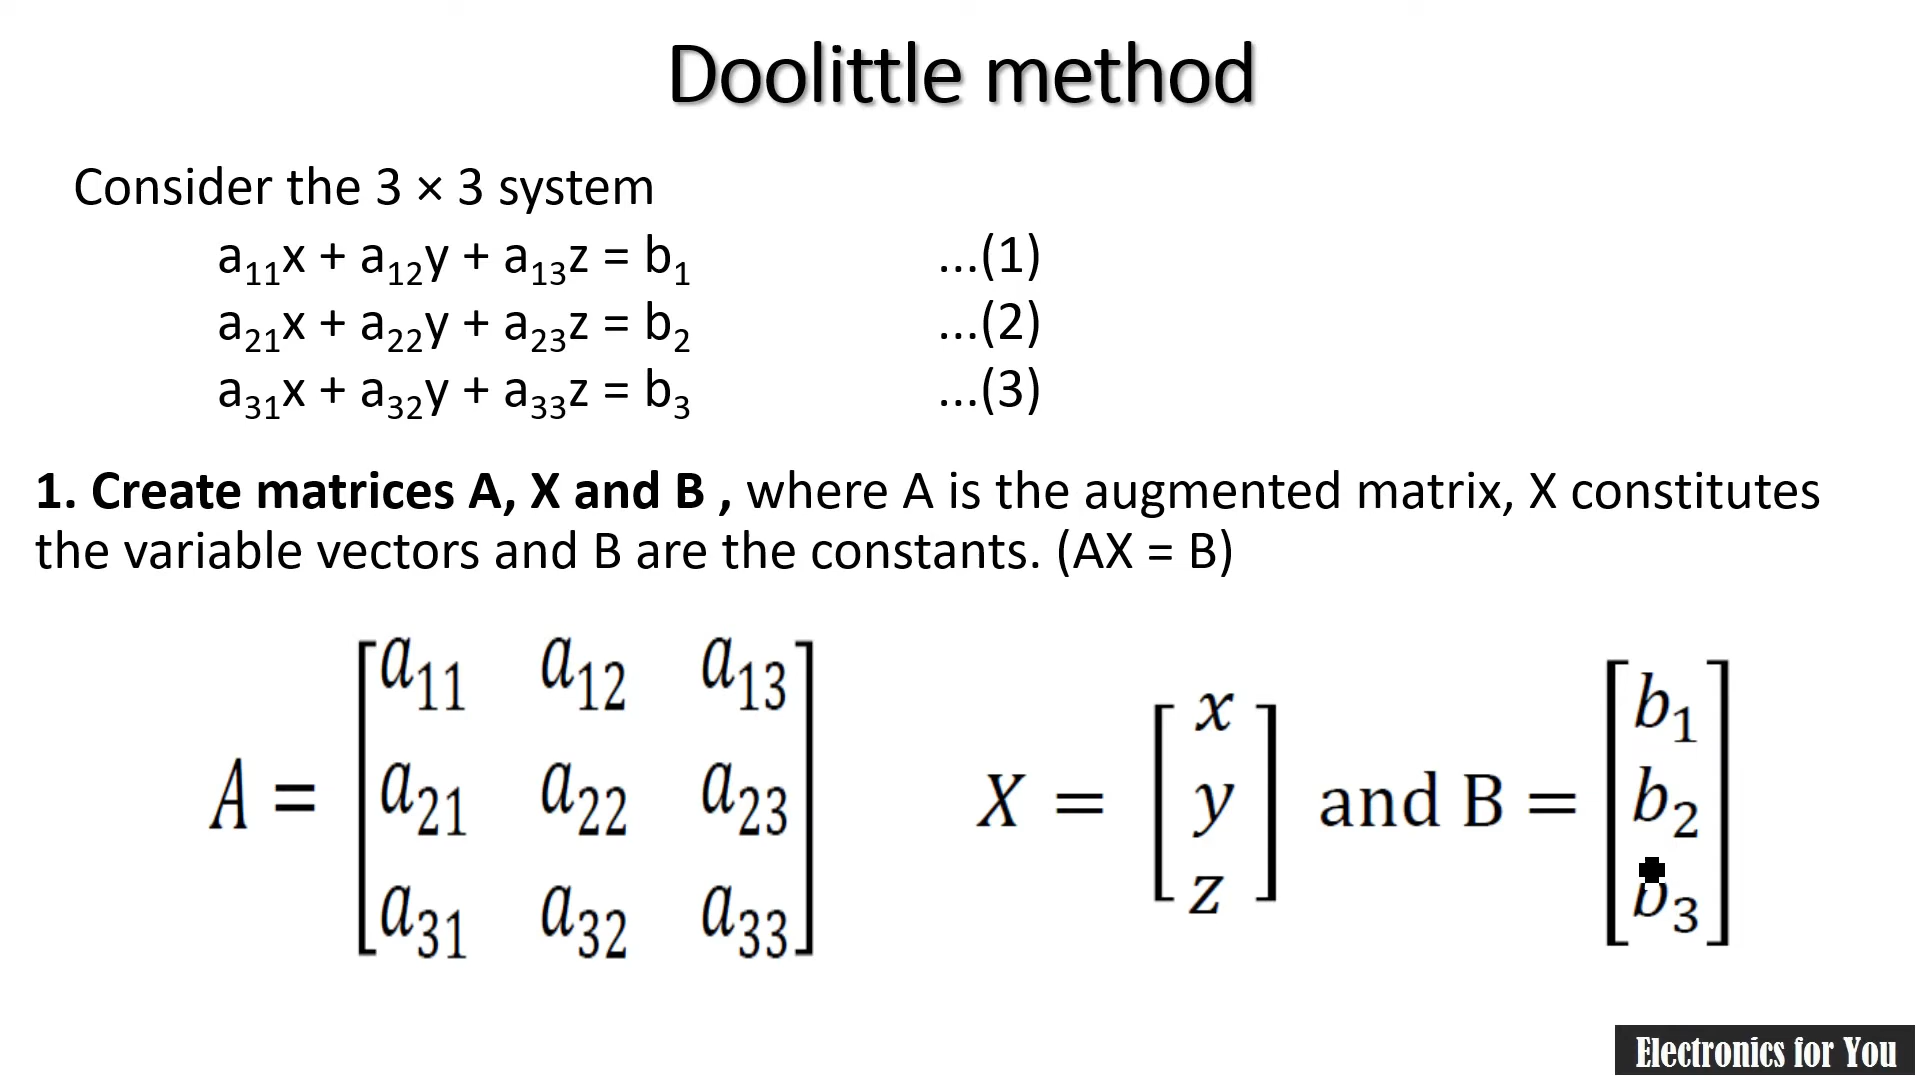 Doolittle method
Consider the 3 × 3 system
a₁₁x + a₁₂y + a₁₃z = b₁ ...(1)
a₂₁x + a₂₂y + a₂₃z = b₂ ...(2)
a₃₁x + a₃₂y + a₃₃z = b₃ ...(3)
1. Create matrices A, X and B , where A is the augmented matrix, X constitutes
the variable vectors and B are the constants. (AX = B)
a₁₁ a₁₂ a₁₃ x b₁
A = a₂₁ a₂₂ a₂₃ X = y and B = b₂
a₃₁ a₃₂ a₃₃ z b₃
Electronics for You